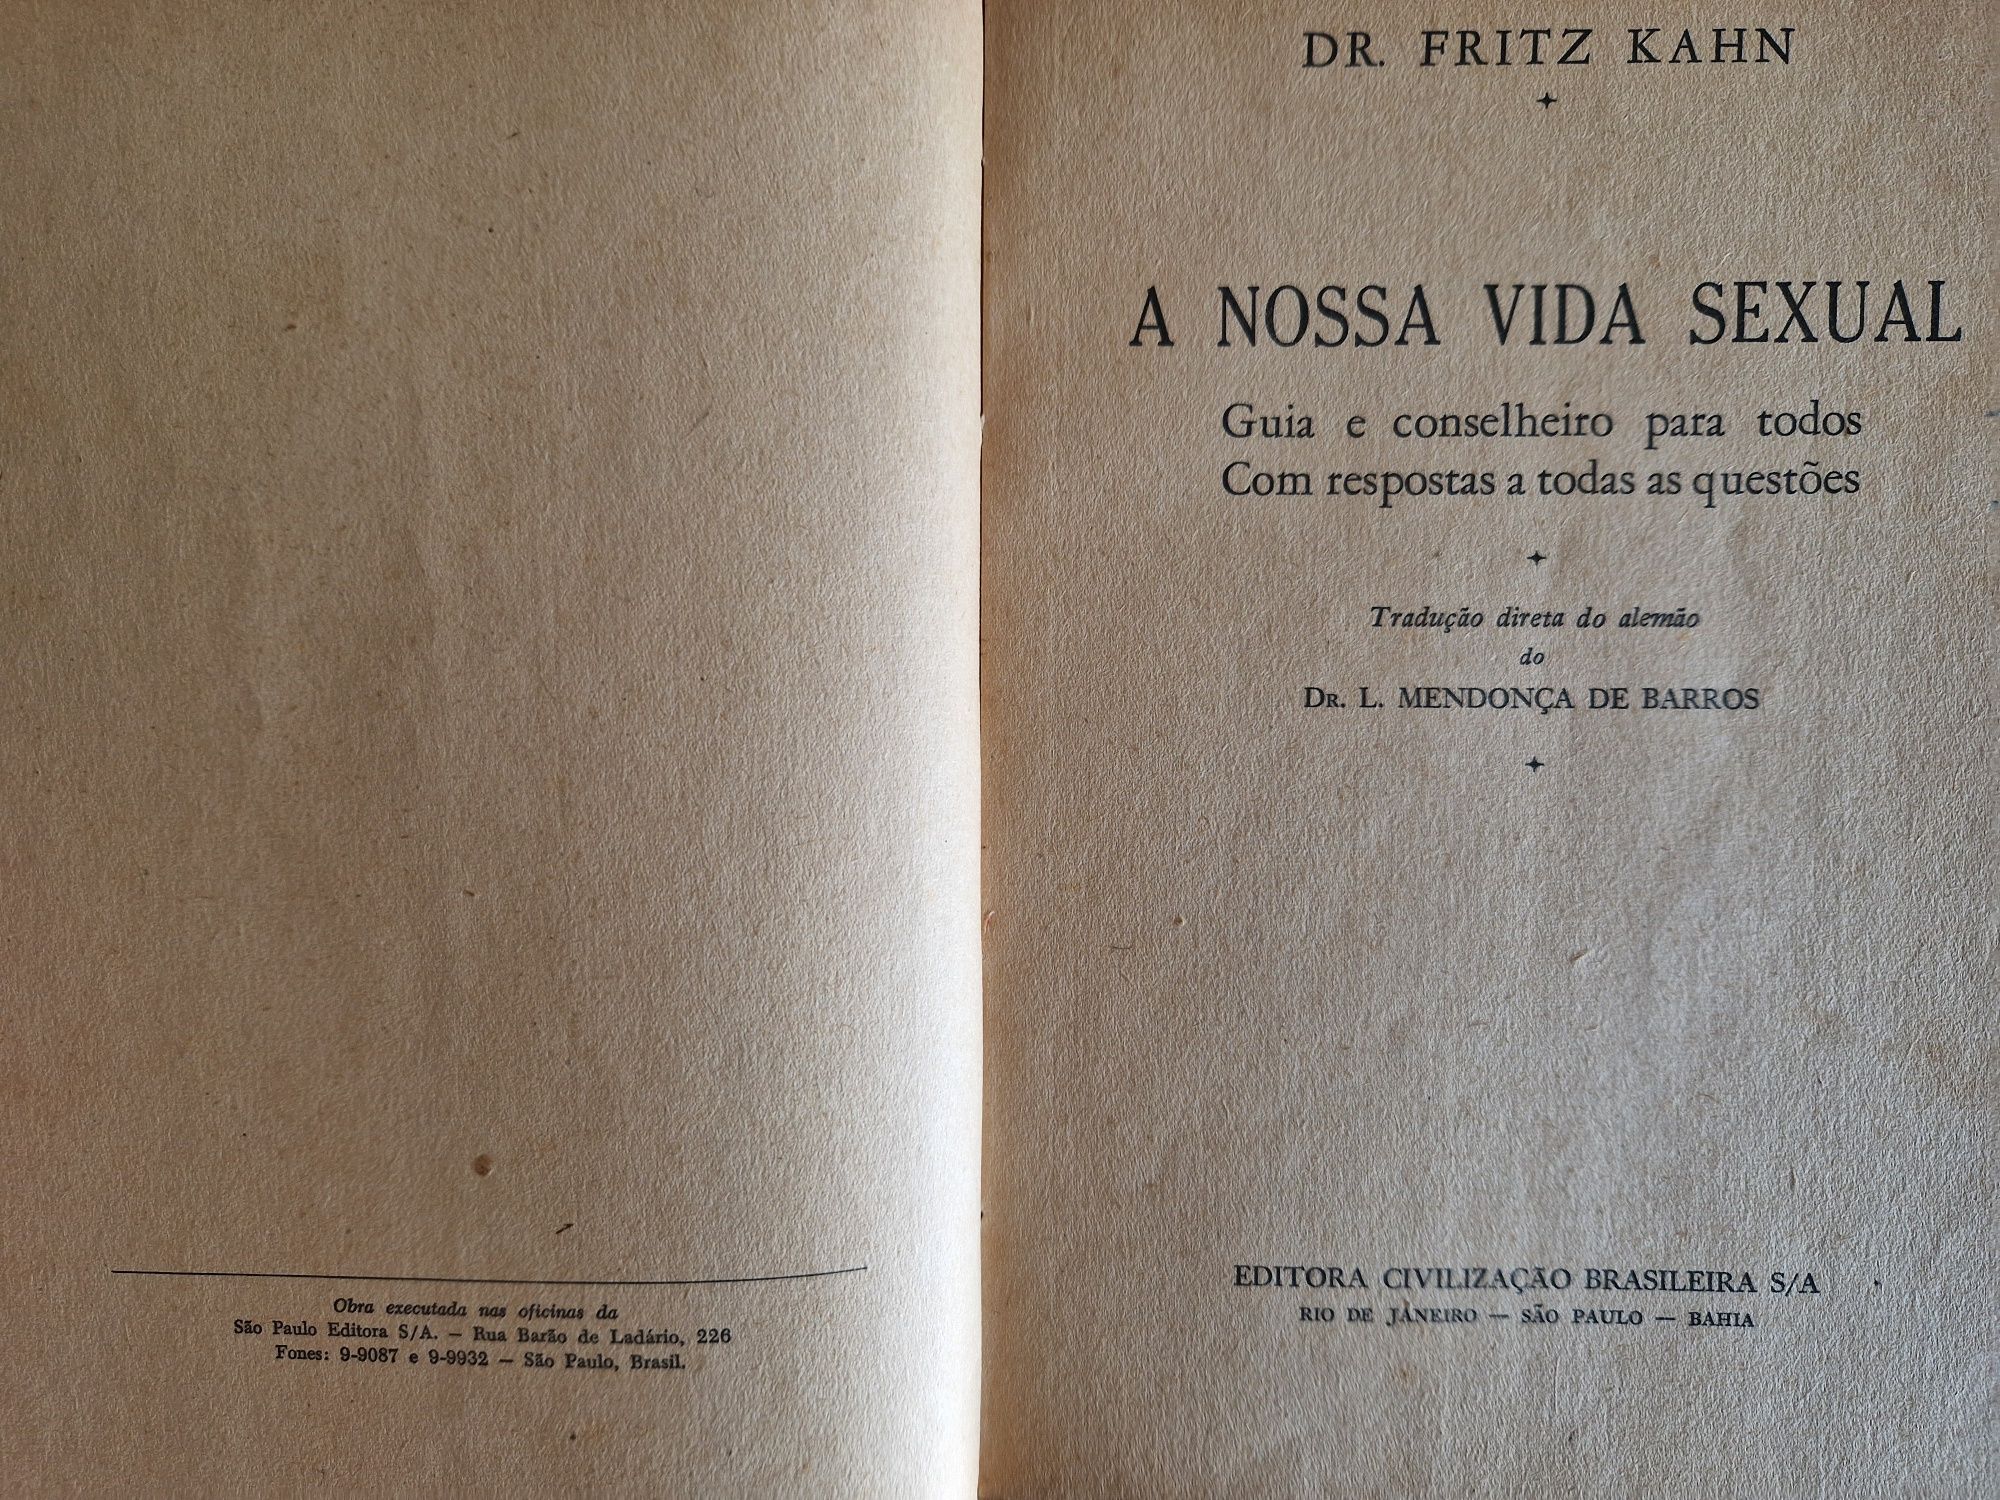 Obra executada nas oficinas da
São Paulo Editora S/A. — Rua Barão de Ladário, 226
Fones: 9-9087 e 9-9932 — São Paulo, Brasil.
DR. FRITZ KAHN
A NOSSA VIDA SEXUAL
Guia e conselheiro para todos
Com respostas a todas as questões
Tradução direta do alemão
do
DR. L. MENDONÇA DE BARROS
EDITORA CIVILIZAÇÃO BRASILEIRA S/A
RIO DE JANEIRO — SÃO PAULO — BAHIA